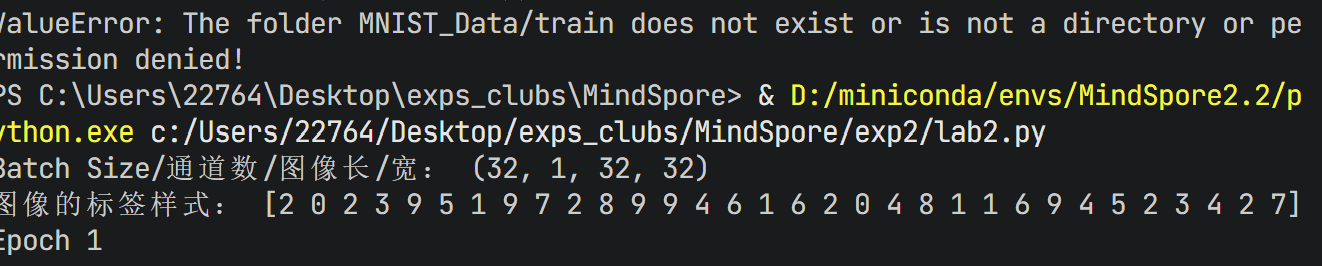 ValueError: The folder MNIST_Data/train does not exist or is not a directory or pe
rmission denied!
PS C:\Users\22764\Desktop\exps_clubs\MindSpore> & D:/miniconda/envs/MindSpore2.2/p
ython.exe c:/Users/22764/Desktop/exps_clubs/MindSpore/exp2/lab2.py
Batch Size/通道数/图像长/宽： (32, 1, 32, 32)
图像的标签样式： [2 0 2 3 9 5 1 9 7 2 8 9 9 4 6 1 6 2 0 4 8 1 1 6 9 4 5 2 3 4 2 7]
Epoch 1